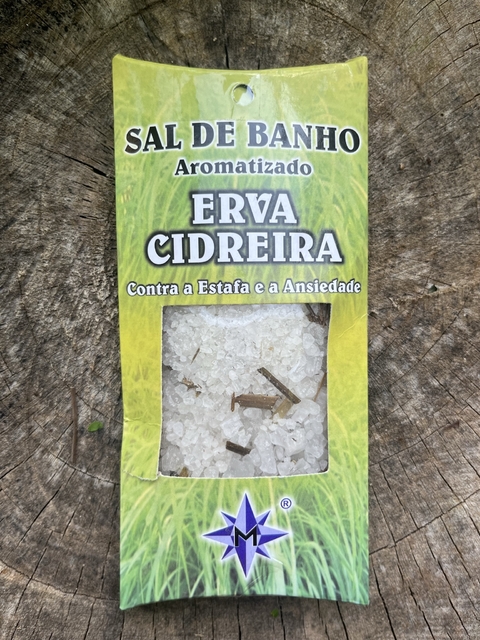 SAL DE BANHO
Aromatizado
ERVA
CIDREIRA
Contra a Estafa e a Ansiedade
M ®